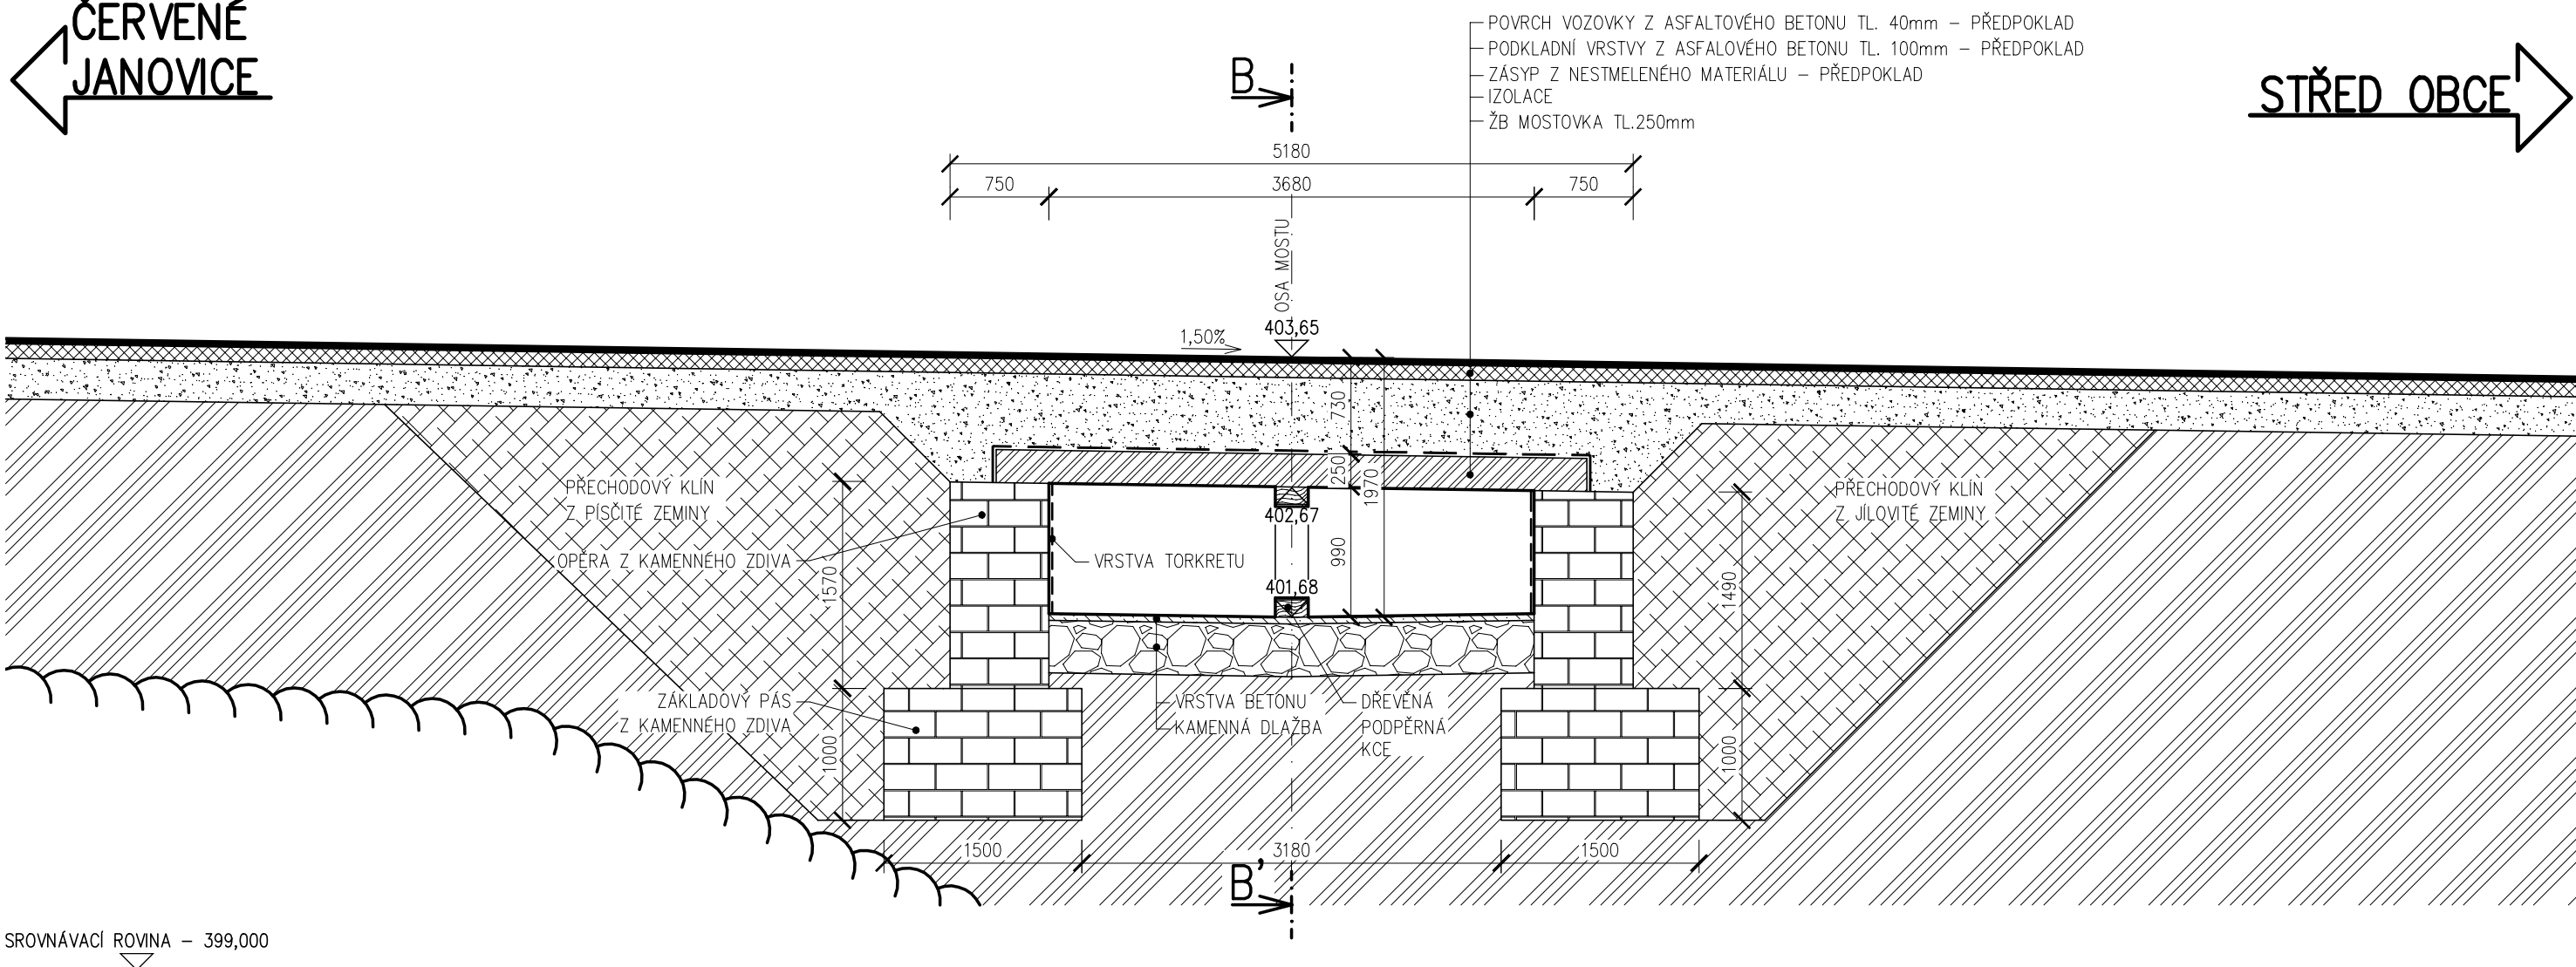 ČERVENÉ
JANOVICE
STŘED OBCE
POVRCH VOZOVKY Z ASFALTOVÉHO BETONU TL. 40mm – PŘEDPOKLAD
PODKLADNÍ VRSTVY Z ASFALOVÉHO BETONU TL. 100mm – PŘEDPOKLAD
ZÁSYP Z NESTMELENÉHO MATERIÁLU – PŘEDPOKLAD
IZOLACE
ŽB MOSTOVKA TL.250mm
B
5180
750
3680
750
OSA MOSTU
1,50%
403,65
730
250
1970
990
402,67
401,68
PŘECHODOVÝ KLÍN
Z PÍSČITÉ ZEMINY
PŘECHODOVÝ KLÍN
Z JÍLOVITÉ ZEMINY
OPĚRA Z KAMENNÉHO ZDIVA
VRSTVA TORKRETU
1570
1490
ZÁKLADOVÝ PÁS
Z KAMENNÉHO ZDIVA
VRSTVA BETONU
KAMENNÁ DLAŽBA
DŘEVĚNÁ
PODPĚRNÁ
KCE
1000
1000
1500
3180
1500
B'
SROVNÁVACÍ ROVINA – 399,000